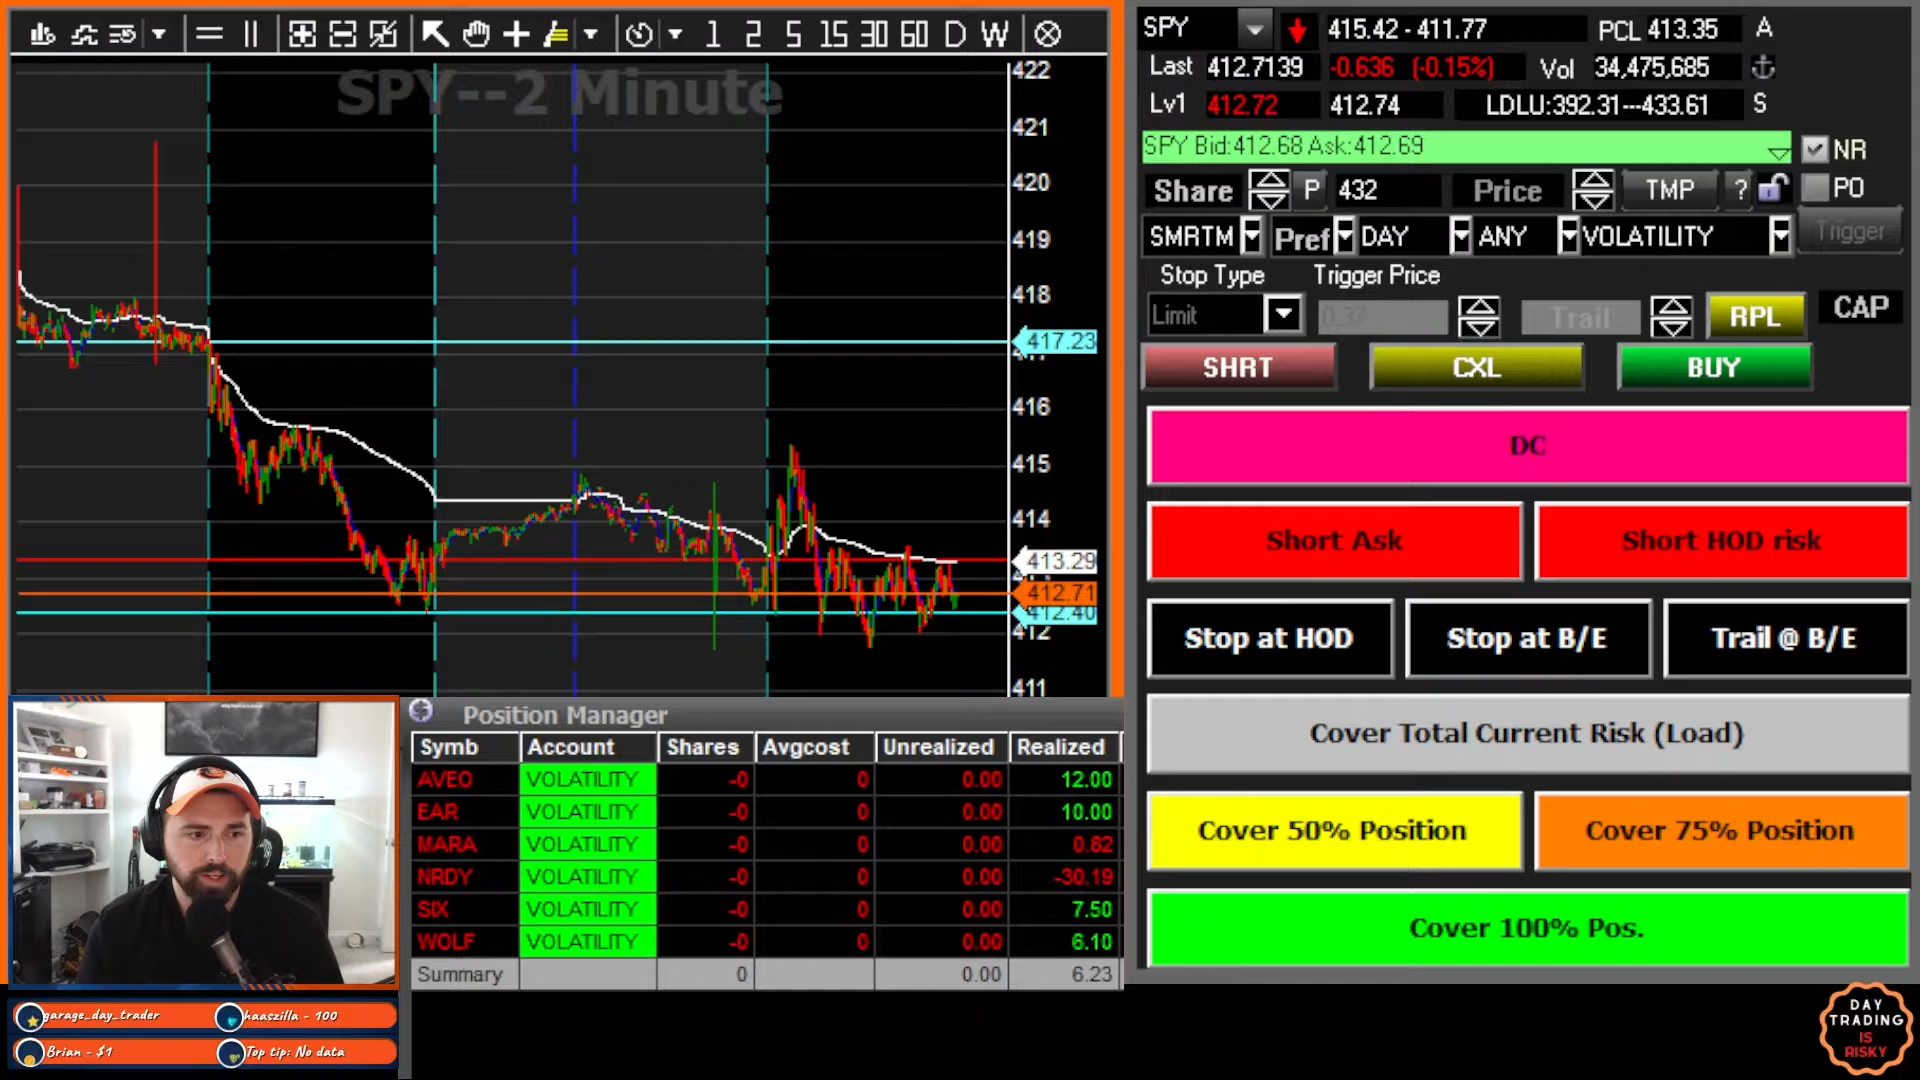 1 2 5 15 30 60 D W
SPY--2 Minute
422
421
420
419
418
417.23
416
415
414
413.29
412.71
412.40
412
411
SPY 415.42 - 411.77 PCL 413.35 A
Last 412.7139 -0.636 (-0.15%) Vol 34,475,685
Lv1 412.72 412.74 LDLU:392.31---433.61 S
SPY Bid:412.68 Ask:412.69 NR
Share P 432 Price TMP ? PO
SMRTM Pref DAY ANY VOLATILITY Trigger
Stop Type Trigger Price
Limit 0.37 Trail RPL CAP
SHRT CXL BUY
DC
Short Ask Short HOD risk
Stop at HOD Stop at B/E Trail @ B/E
Cover Total Current Risk (Load)
Cover 50% Position Cover 75% Position
Cover 100% Pos.
Position Manager
Symb Account Shares Avgcost Unrealized Realized
AVEO VOLATILITY -0 0 0.00 12.00
EAR VOLATILITY -0 0 0.00 10.00
MARA VOLATILITY -0 0 0.00 0.82
NRDY VOLATILITY -0 0 0.00 -30.19
SIX VOLATILITY -0 0 0.00 7.50
WOLF VOLATILITY -0 0 0.00 6.10
Summary 0 0.00 6.23
garage_day_trader haaszilla - 100
Brian - $1 Top tip: No data
DAY
TRADING
IS
RISKY